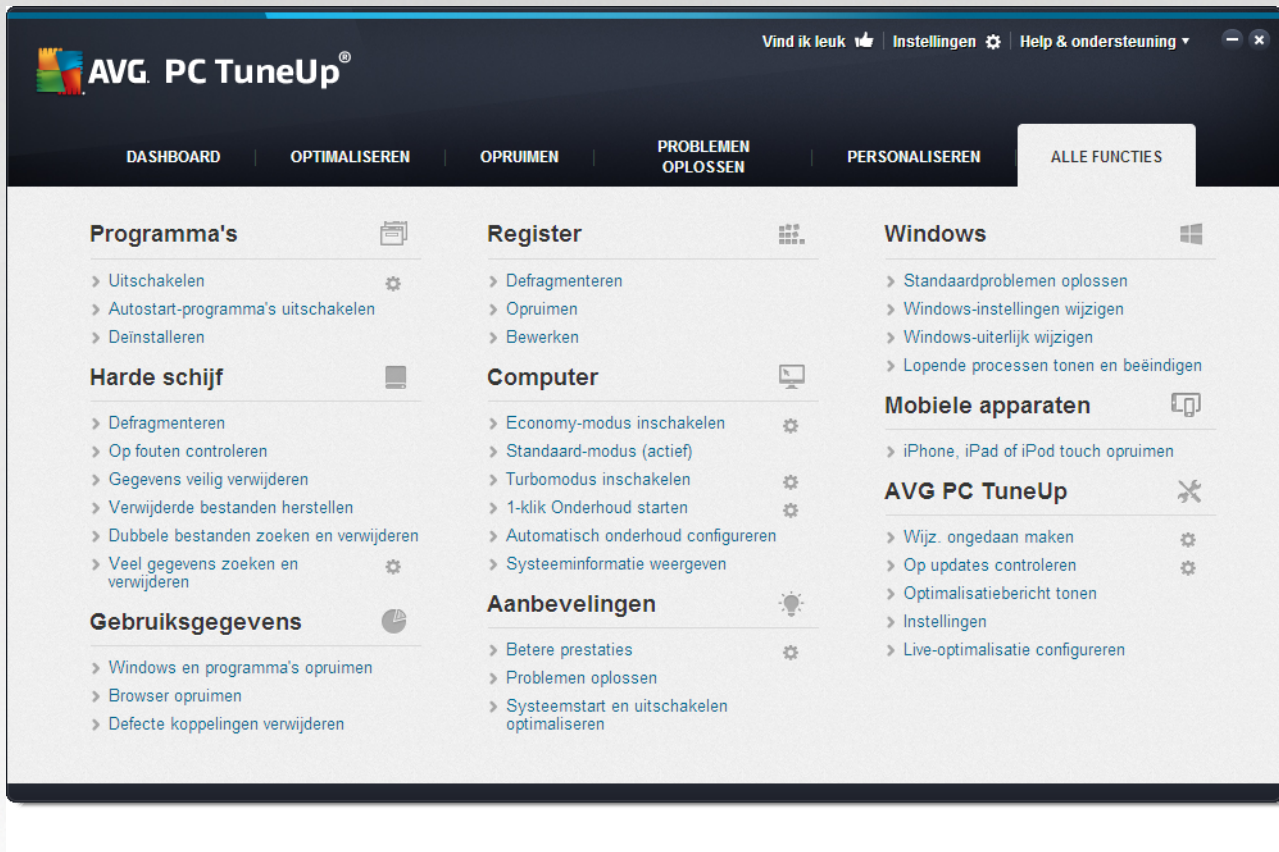 Vind ik leuk
Instellingen
Help & ondersteuning
AVG PC TuneUp®
DASHBOARD
OPTIMALISEREN
OPRUIMEN
PROBLEMEN
OPLOSSEN
PERSONALISEREN
ALLE FUNCTIES
Programma's
Uitschakelen
Autostart-programma's uitschakelen
Deïnstalleren
Harde schijf
Defragmenteren
Op fouten controleren
Gegevens veilig verwijderen
Verwijderde bestanden herstellen
Dubbele bestanden zoeken en verwijderen
Veel gegevens zoeken en
verwijderen
Gebruiksgegevens
Windows en programma's opruimen
Browser opruimen
Defecte koppelingen verwijderen
Register
Defragmenteren
Opruimen
Bewerken
Computer
Economy-modus inschakelen
Standaard-modus (actief)
Turbomodus inschakelen
1-klik Onderhoud starten
Automatisch onderhoud configureren
Systeeminformatie weergeven
Aanbevelingen
Betere prestaties
Problemen oplossen
Systeemstart en uitschakelen
optimaliseren
Windows
Standaardproblemen oplossen
Windows-instellingen wijzigen
Windows-uiterlijk wijzigen
Lopende processen tonen en beëindigen
Mobiele apparaten
iPhone, iPad of iPod touch opruimen
AVG PC TuneUp
Wijz. ongedaan maken
Op updates controleren
Optimalisatiebericht tonen
Instellingen
Live-optimalisatie configureren